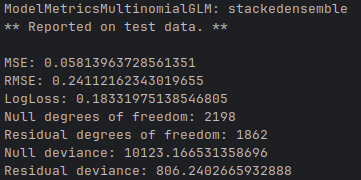 ModelMetricsMultinomialGLM: stackedensemble
** Reported on test data. **
MSE: 0.05813963728561351
RMSE: 0.24112162343019655
LogLoss: 0.18331975138546805
Null degrees of freedom: 2198
Residual degrees of freedom: 1862
Null deviance: 10123.166531358696
Residual deviance: 806.2402665932888